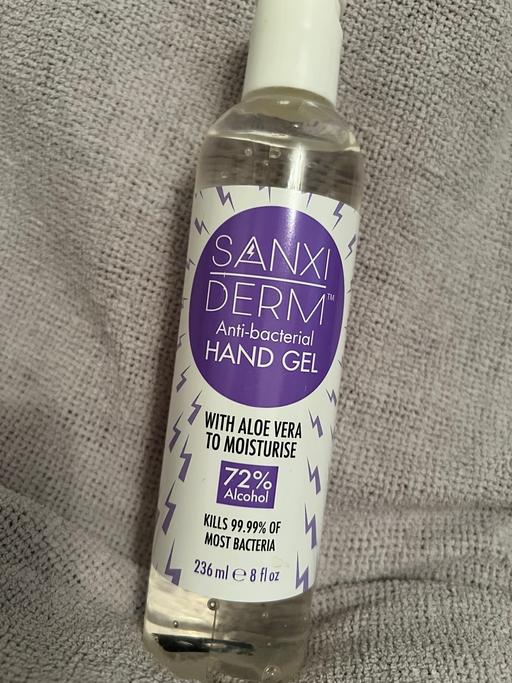 SANXI
DERM™
Anti-bacterial
HAND GEL
WITH ALOE VERA
TO MOISTURISE
72%
Alcohol
KILLS 99.99% OF
MOST BACTERIA
236 ml ℮ 8 fl oz